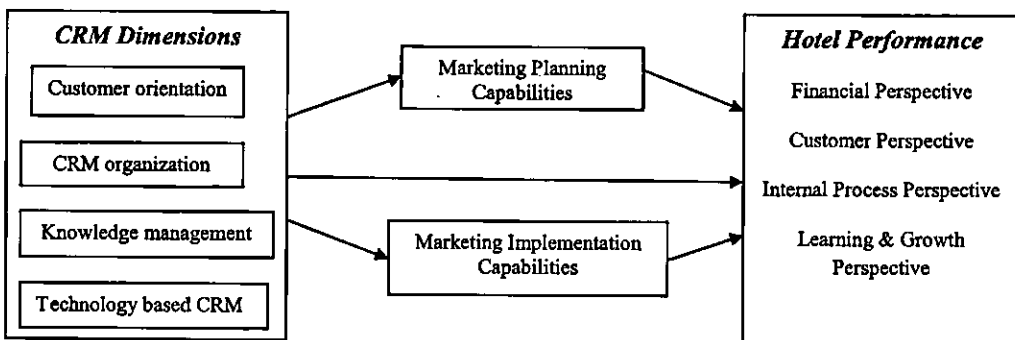 CRM Dimensions
Customer orientation
CRM organization
Knowledge management
Technology based CRM
Marketing Planning
Capabilities
Marketing Implementation
Capabilities
Hotel Performance
Financial Perspective
Customer Perspective
Internal Process Perspective
Learning & Growth
Perspective